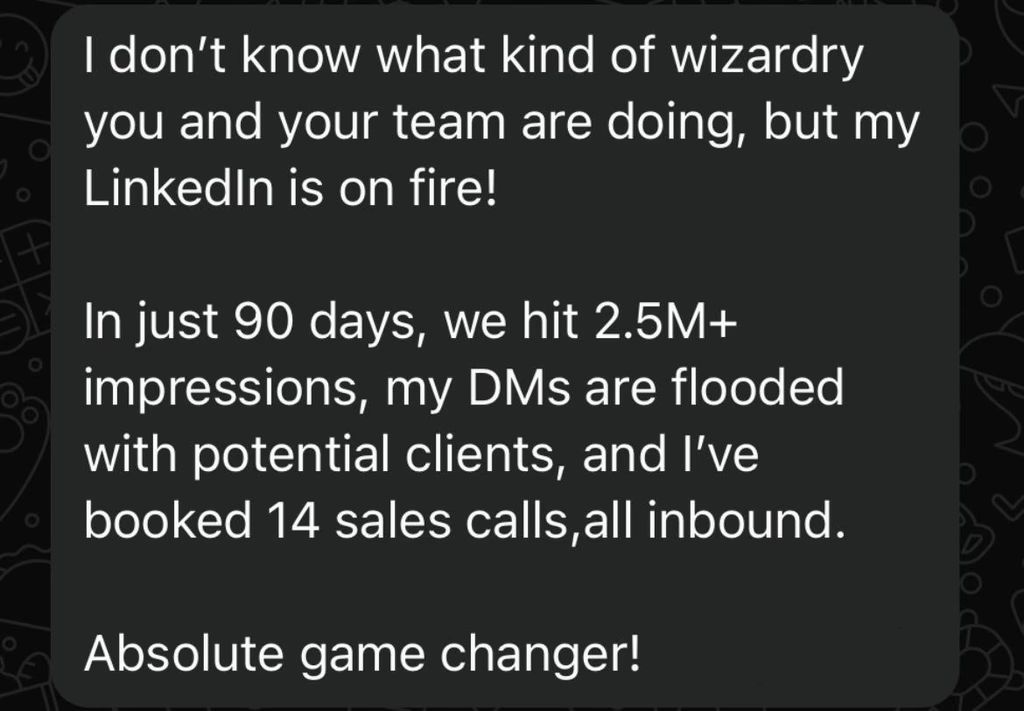 I don’t know what kind of wizardry
you and your team are doing, but my
LinkedIn is on fire!
In just 90 days, we hit 2.5M+
impressions, my DMs are flooded
with potential clients, and I’ve
booked 14 sales calls,all inbound.
Absolute game changer!